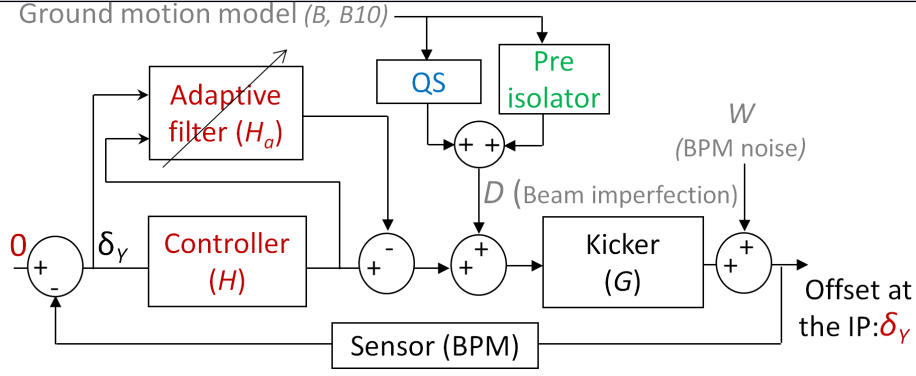 Ground motion model (B, B10)
Adaptive
filter (Hₐ)
QS
Pre
isolator
+ +
W
(BPM noise)
D (Beam imperfection)
0
+
-
δY
Controller
(H)
-
+
+
+
Kicker
(G)
+
+
Offset at
the IP:δY
Sensor (BPM)